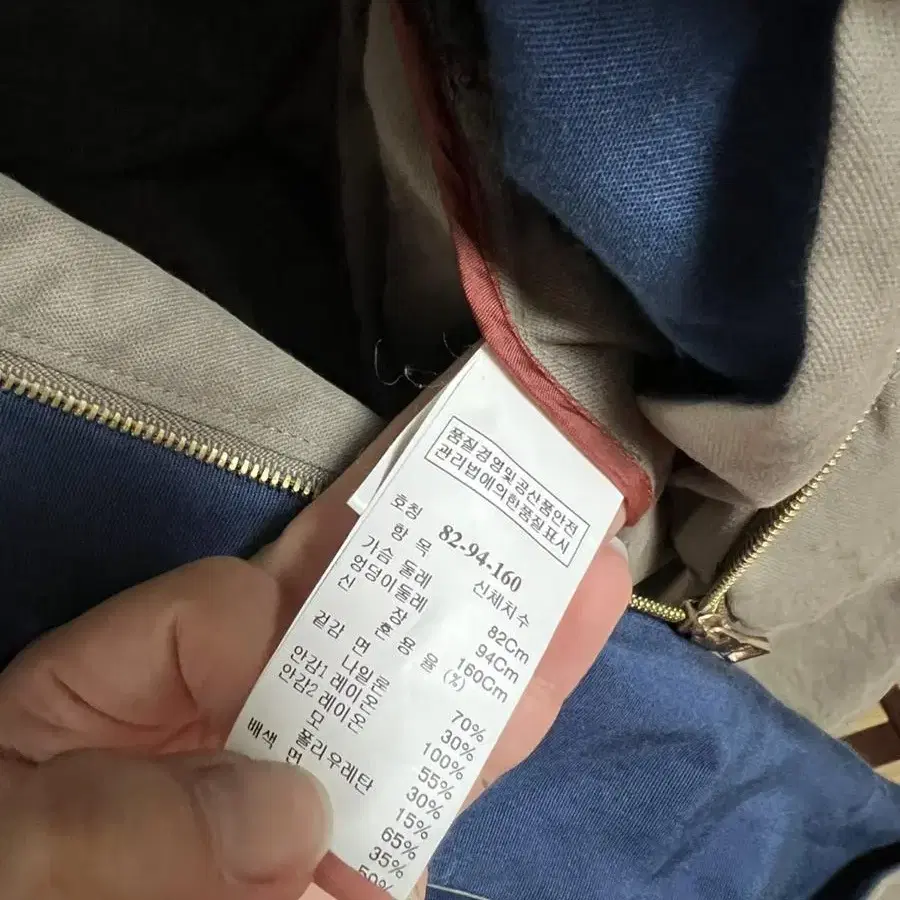 품질경영및공산품안전
관리법에의한품질표시
호칭 82-94-160
항 목 신체치수
가슴 둘레 82Cm
엉덩이둘레 94Cm
신 장 160Cm
혼 용 율 (%)
겉감 면 70%
나일론 30%
안감1 레이온 100%
안감2 레이온 55%
모 30%
폴리우레탄 15%
배색 면 65%
35%
50%